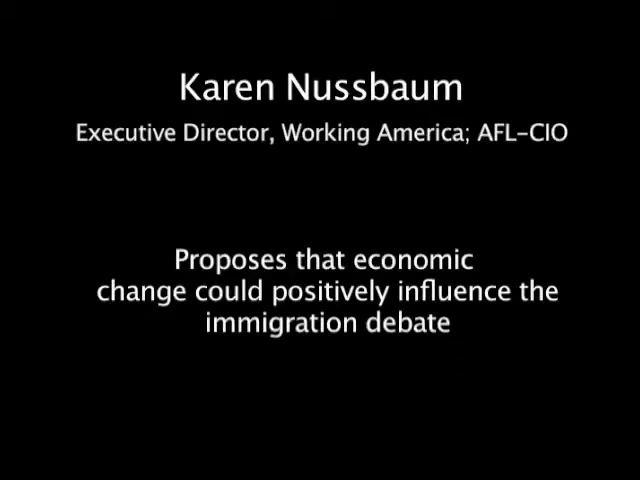 Karen Nussbaum
Executive Director, Working America; AFL-CIO
Proposes that economic
change could positively influence the
immigration debate